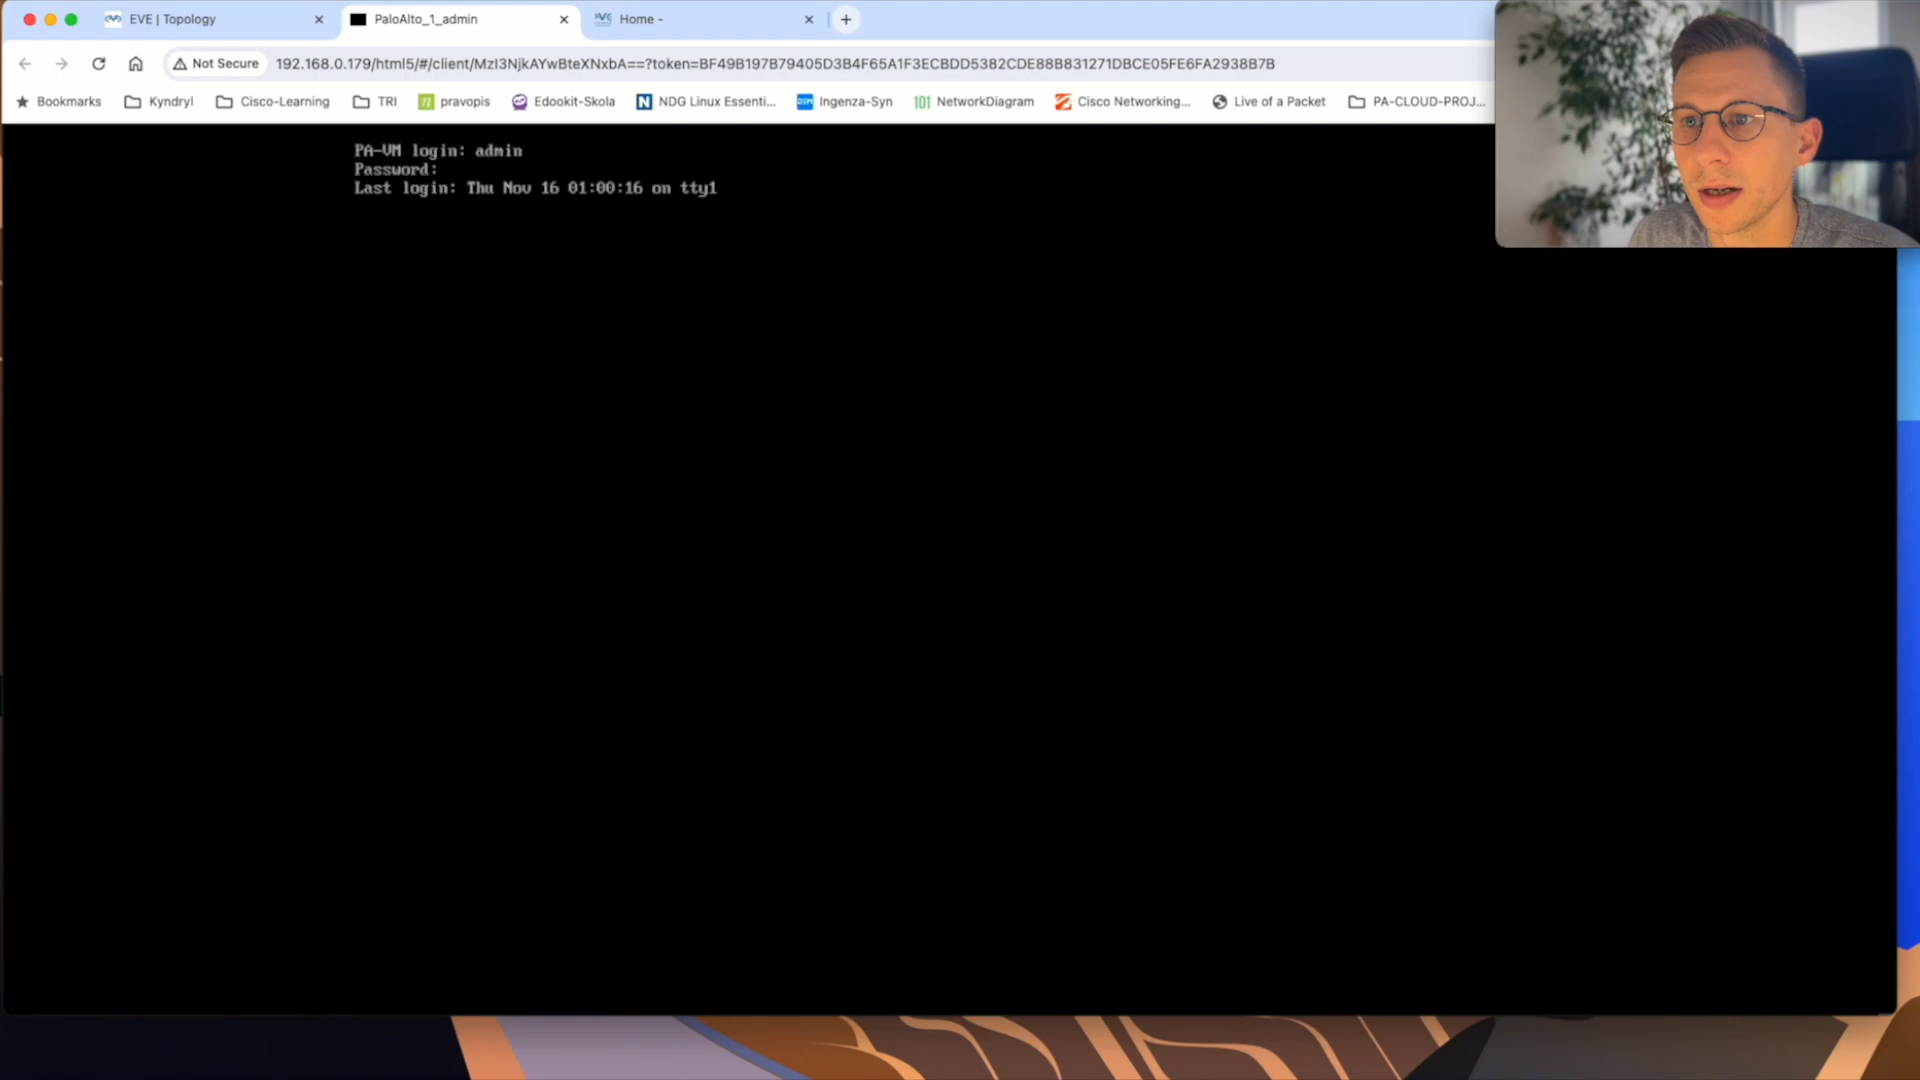 EVE | Topology
PaloAlto_1_admin
Home -
Not Secure
192.168.0.179/html5/#/client/MzI3NjkAYwBteXNxbA==?token=BF49B197B79405D3B4F65A1F3ECBDD5382CDE88B831271DBCE05FE6FA2938B7B
Bookmarks
Kyndryl
Cisco-Learning
TRI
pravopis
Edookit-Skola
NDG Linux Essenti...
Ingenza-Syn
101 NetworkDiagram
Cisco Networking...
Live of a Packet
PA-CLOUD-PROJ...
PA-VM login: admin
Password:
Last login: Thu Nov 16 01:00:16 on tty1